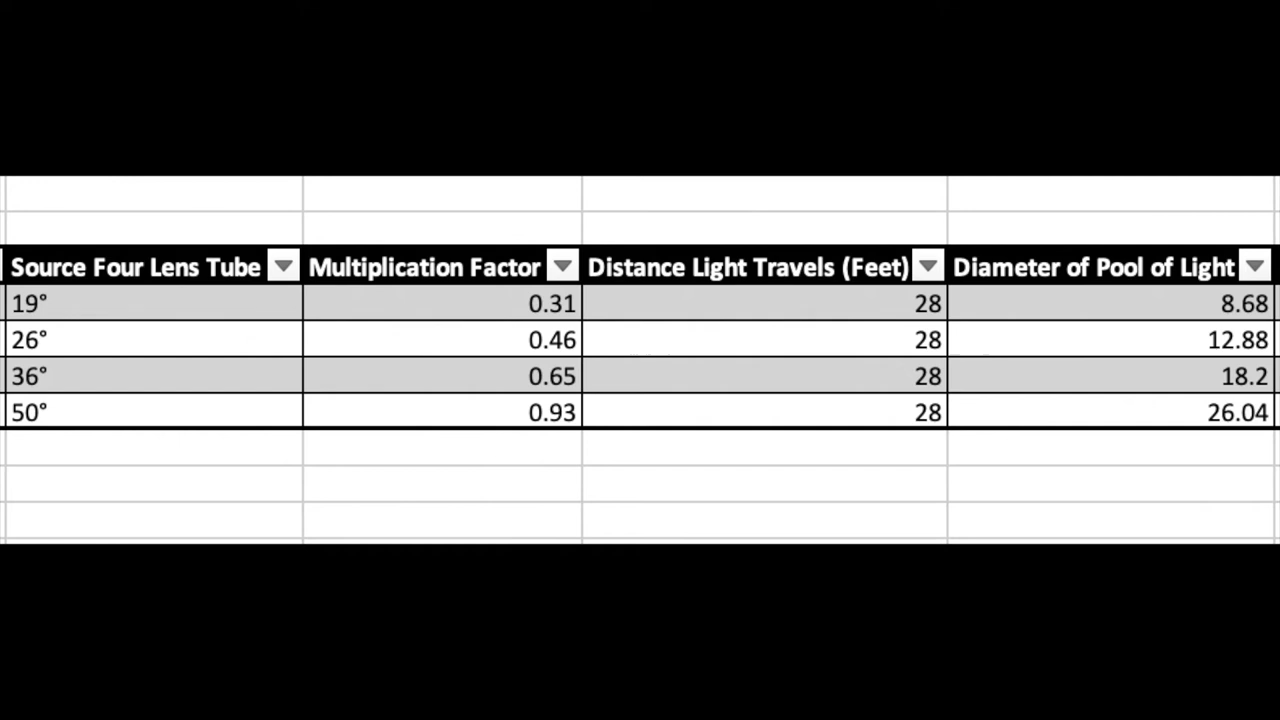 Source Four Lens Tube Multiplication Factor Distance Light Travels (Feet) Diameter of Pool of Light
19° 0.31 28 8.68
26° 0.46 28 12.88
36° 0.65 28 18.2
50° 0.93 28 26.04